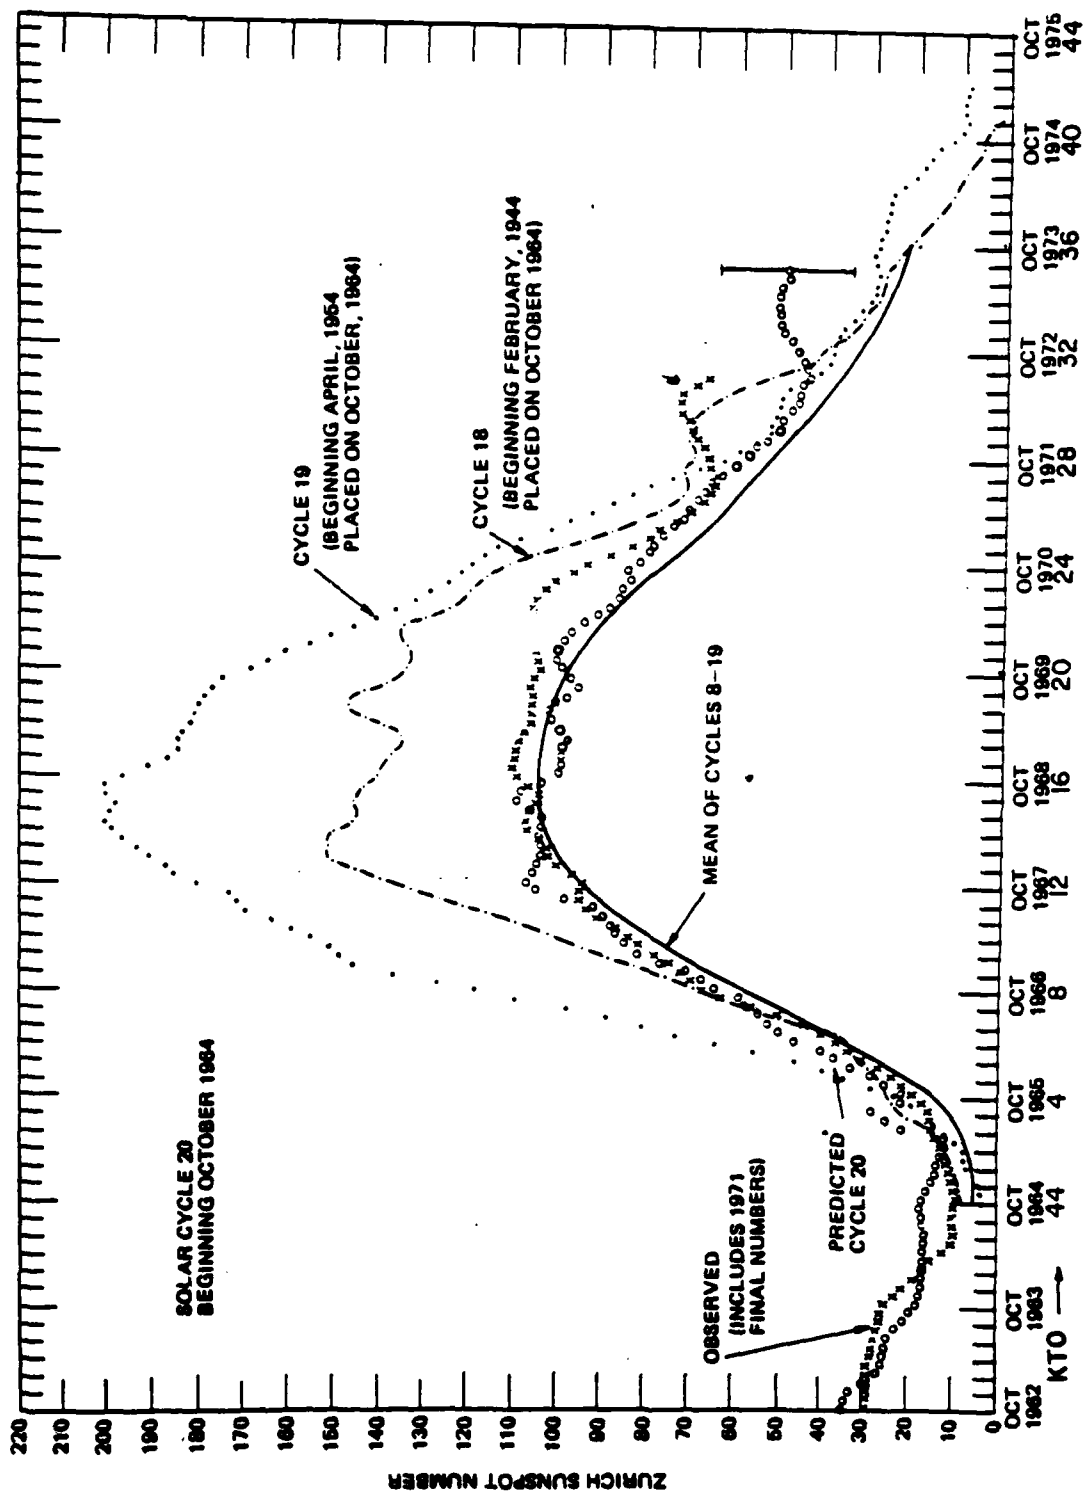 SOLAR CYCLE 20
BEGINNING OCTOBER 1964
CYCLE 19
(BEGINNING APRIL, 1954
PLACED ON OCTOBER, 1964)
CYCLE 18
(BEGINNING FEBRUARY, 1944
PLACED ON OCTOBER 1964)
MEAN OF CYCLES 8-19
OBSERVED
(INCLUDES 1971
FINAL NUMBERS)
PREDICTED
CYCLE 20
ZURICH SUNSPOT NUMBER
220
210
200
190
180
170
160
150
140
130
120
110
100
90
80
70
60
50
40
30
20
10
0
OCT OCT OCT OCT OCT OCT OCT OCT OCT OCT OCT OCT OCT OCT
1962 1963 1964 1965 1966 1967 1968 1969 1970 1971 1972 1973 1974 1975
KTO 44 4 8 12 16 20 24 28 32 36 40 44